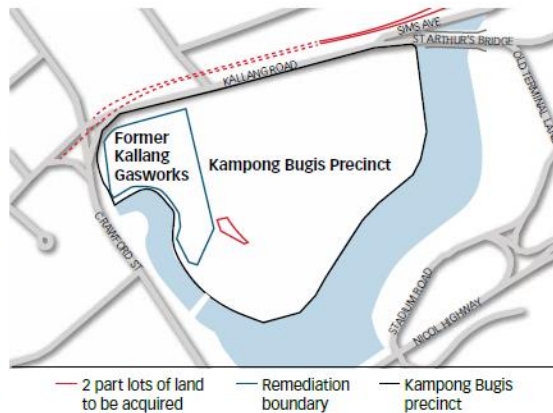 SIMS AVE
ST ARTHUR'S BRIDGE
OLD TERMINAL LANE
KALLANG ROAD
Former
Kallang
Gasworks
Kampong Bugis Precinct
CRAWFORD ST
STADIUM ROAD
NICOL HIGHWAY
2 part lots of land
to be acquired
Remediation
boundary
Kampong Bugis
precinct